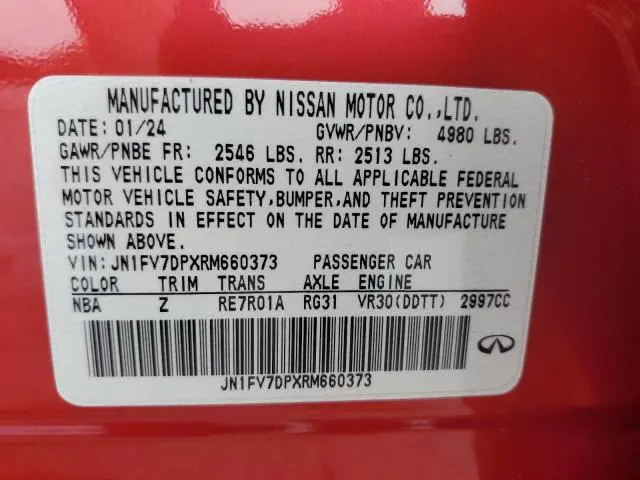 MANUFACTURED BY NISSAN MOTOR CO.,LTD.
DATE: 01/24 GVWR/PNBV: 4980 LBS.
GAWR/PNBE FR: 2546 LBS. RR: 2513 LBS.
THIS VEHICLE CONFORMS TO ALL APPLICABLE FEDERAL
MOTOR VEHICLE SAFETY,BUMPER,AND THEFT PREVENTION
STANDARDS IN EFFECT ON THE DATE OF MANUFACTURE
SHOWN ABOVE.
VIN:JN1FV7DPXRM660373 PASSENGER CAR
COLOR TRIM TRANS AXLE ENGINE
NBA Z RE7R01A RG31 VR30(DDTT) 2997CC
JN1FV7DPXRM660373